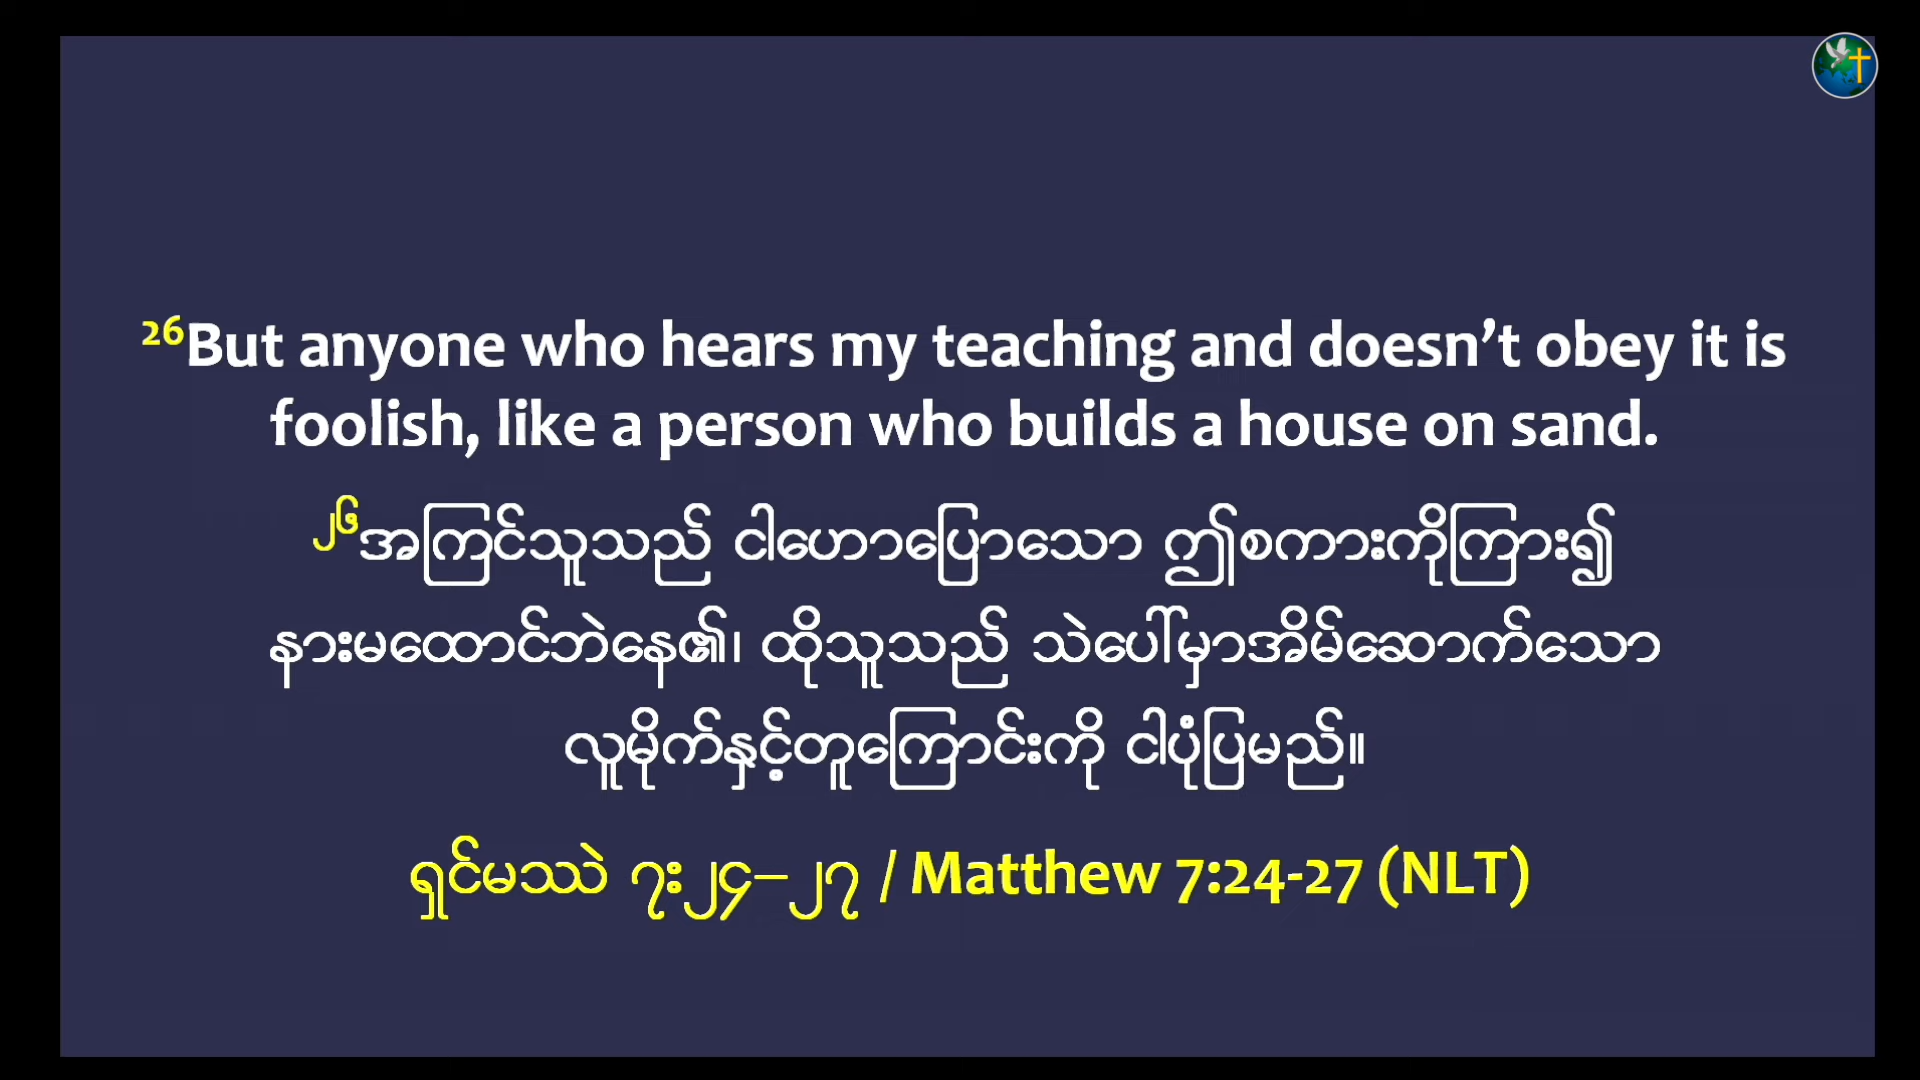 26But anyone who hears my teaching and doesn’t obey it is
foolish, like a person who builds a house on sand.
၂၆အကြင်သူသည် ငါဟောပြောသော ဤစကားကိုကြား၍
နားမထောင်ဘဲနေ၏၊ ထိုသူသည် သဲပေါ်မှာအိမ်ဆောက်သော
လူမိုက်နှင့်တူကြောင်းကို ငါပုံပြမည်။
ရှင်မဿဲ ၇း၂၄–၂၇ / Matthew 7:24-27 (NLT)